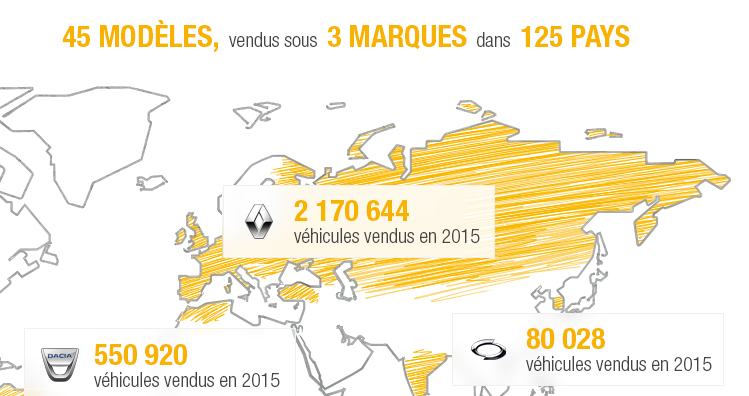 45 MODÈLES, vendus sous 3 MARQUES dans 125 PAYS
2 170 644
véhicules vendus en 2015
DACIA
550 920
véhicules vendus en 2015
80 028
véhicules vendus en 2015